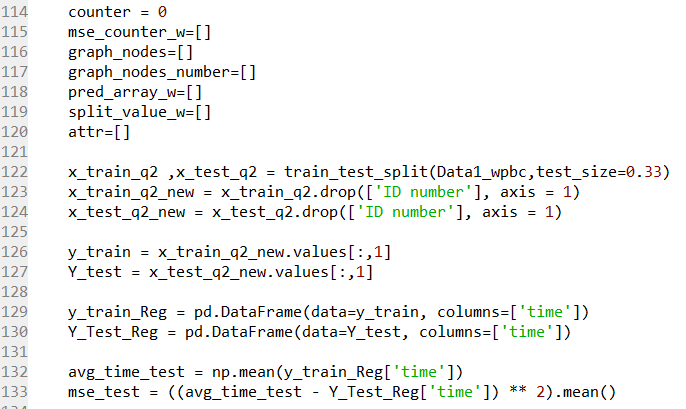 114 counter = 0
115 mse_counter_w=[]
116 graph_nodes=[]
117 graph_nodes_number=[]
118 pred_array_w=[]
119 split_value_w=[]
120 attr=[]
121
122 x_train_q2 ,x_test_q2 = train_test_split(Data1_wpbc,test_size=0.33)
123 x_train_q2_new = x_train_q2.drop(['ID number'], axis = 1)
124 x_test_q2_new = x_test_q2.drop(['ID number'], axis = 1)
125
126 y_train = x_train_q2_new.values[:,1]
127 Y_test = x_test_q2_new.values[:,1]
128
129 y_train_Reg = pd.DataFrame(data=y_train, columns=['time'])
130 Y_Test_Reg = pd.DataFrame(data=Y_test, columns=['time'])
131
132 avg_time_test = np.mean(y_train_Reg['time'])
133 mse_test = ((avg_time_test - Y_Test_Reg['time']) ** 2).mean()